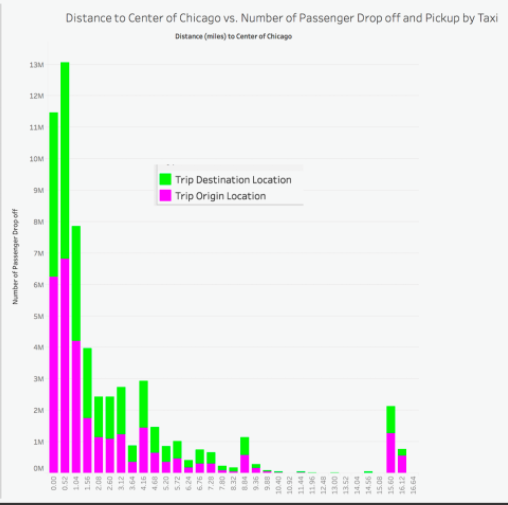 Distance to Center of Chicago vs. Number of Passenger Drop off and Pickup by Taxi
Distance (miles) to Center of Chicago
13M
12M
11M
10M
9M
8M
7M
6M
5M
4M
3M
2M
1M
0M
Number of Passenger Drop off
Trip Destination Location
Trip Origin Location
0.00
0.52
1.04
1.56
2.08
2.60
3.12
3.64
4.16
4.68
5.20
5.72
6.24
6.76
7.28
7.80
8.32
8.84
9.36
9.88
10.40
10.92
11.44
11.96
12.48
13.00
13.52
14.04
14.56
15.08
15.60
16.12
16.64